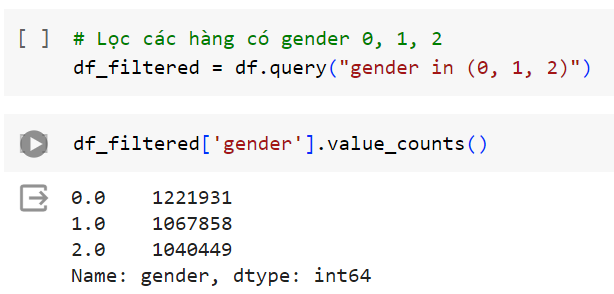 [ ] # Lọc các hàng có gender 0, 1, 2
df_filtered = df.query("gender in (0, 1, 2)")
df_filtered['gender'].value_counts()
0.0    1221931
1.0    1067858
2.0    1040449
Name: gender, dtype: int64